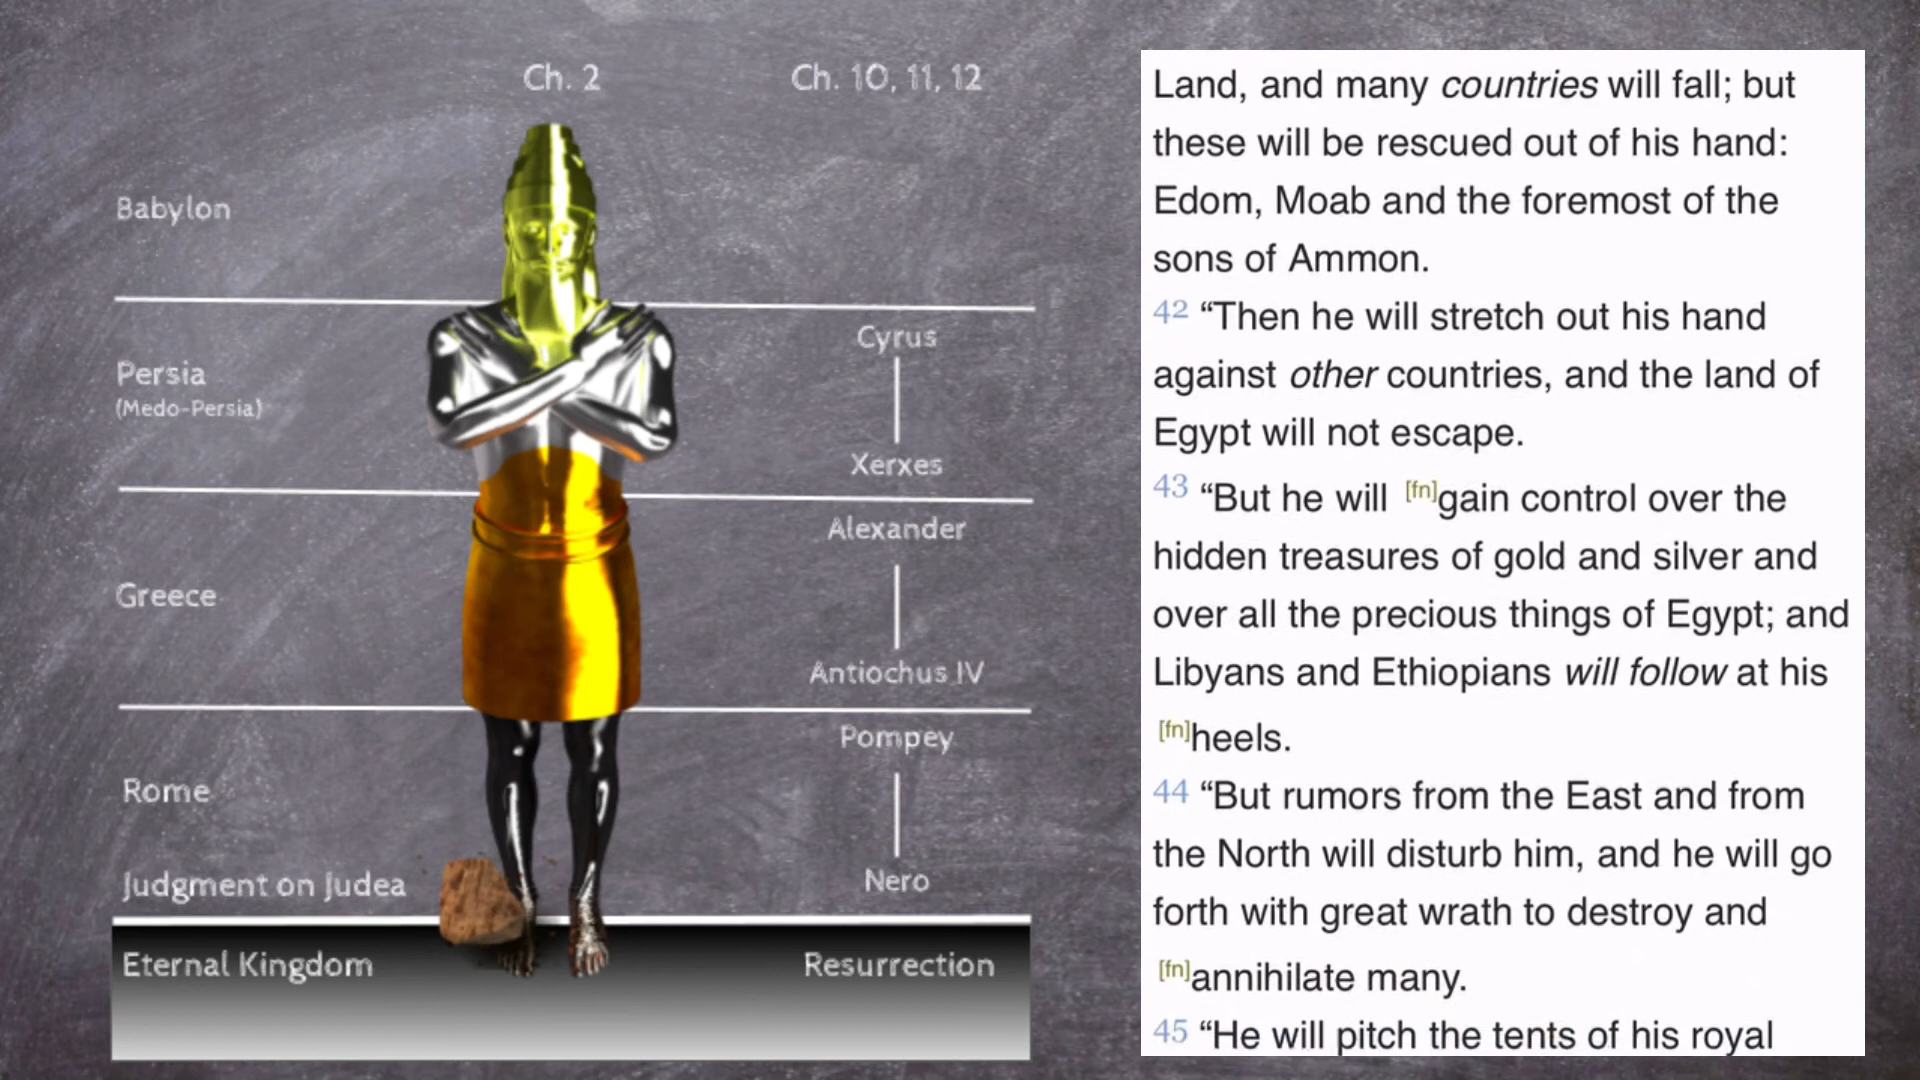 Ch. 2
Ch. 10, 11, 12
Babylon
Cyrus
Persia
(Medo-Persia)
Xerxes
Alexander
Greece
Antiochus IV
Pompey
Rome
Judgment on Judea
Nero
Eternal Kingdom
Resurrection
Land, and many countries will fall; but
these will be rescued out of his hand:
Edom, Moab and the foremost of the
sons of Ammon.
42 “Then he will stretch out his hand
against other countries, and the land of
Egypt will not escape.
43 “But he will [fn]gain control over the
hidden treasures of gold and silver and
over all the precious things of Egypt; and
Libyans and Ethiopians will follow at his
[fn]heels.
44 “But rumors from the East and from
the North will disturb him, and he will go
forth with great wrath to destroy and
[fn]annihilate many.
45 “He will pitch the tents of his royal